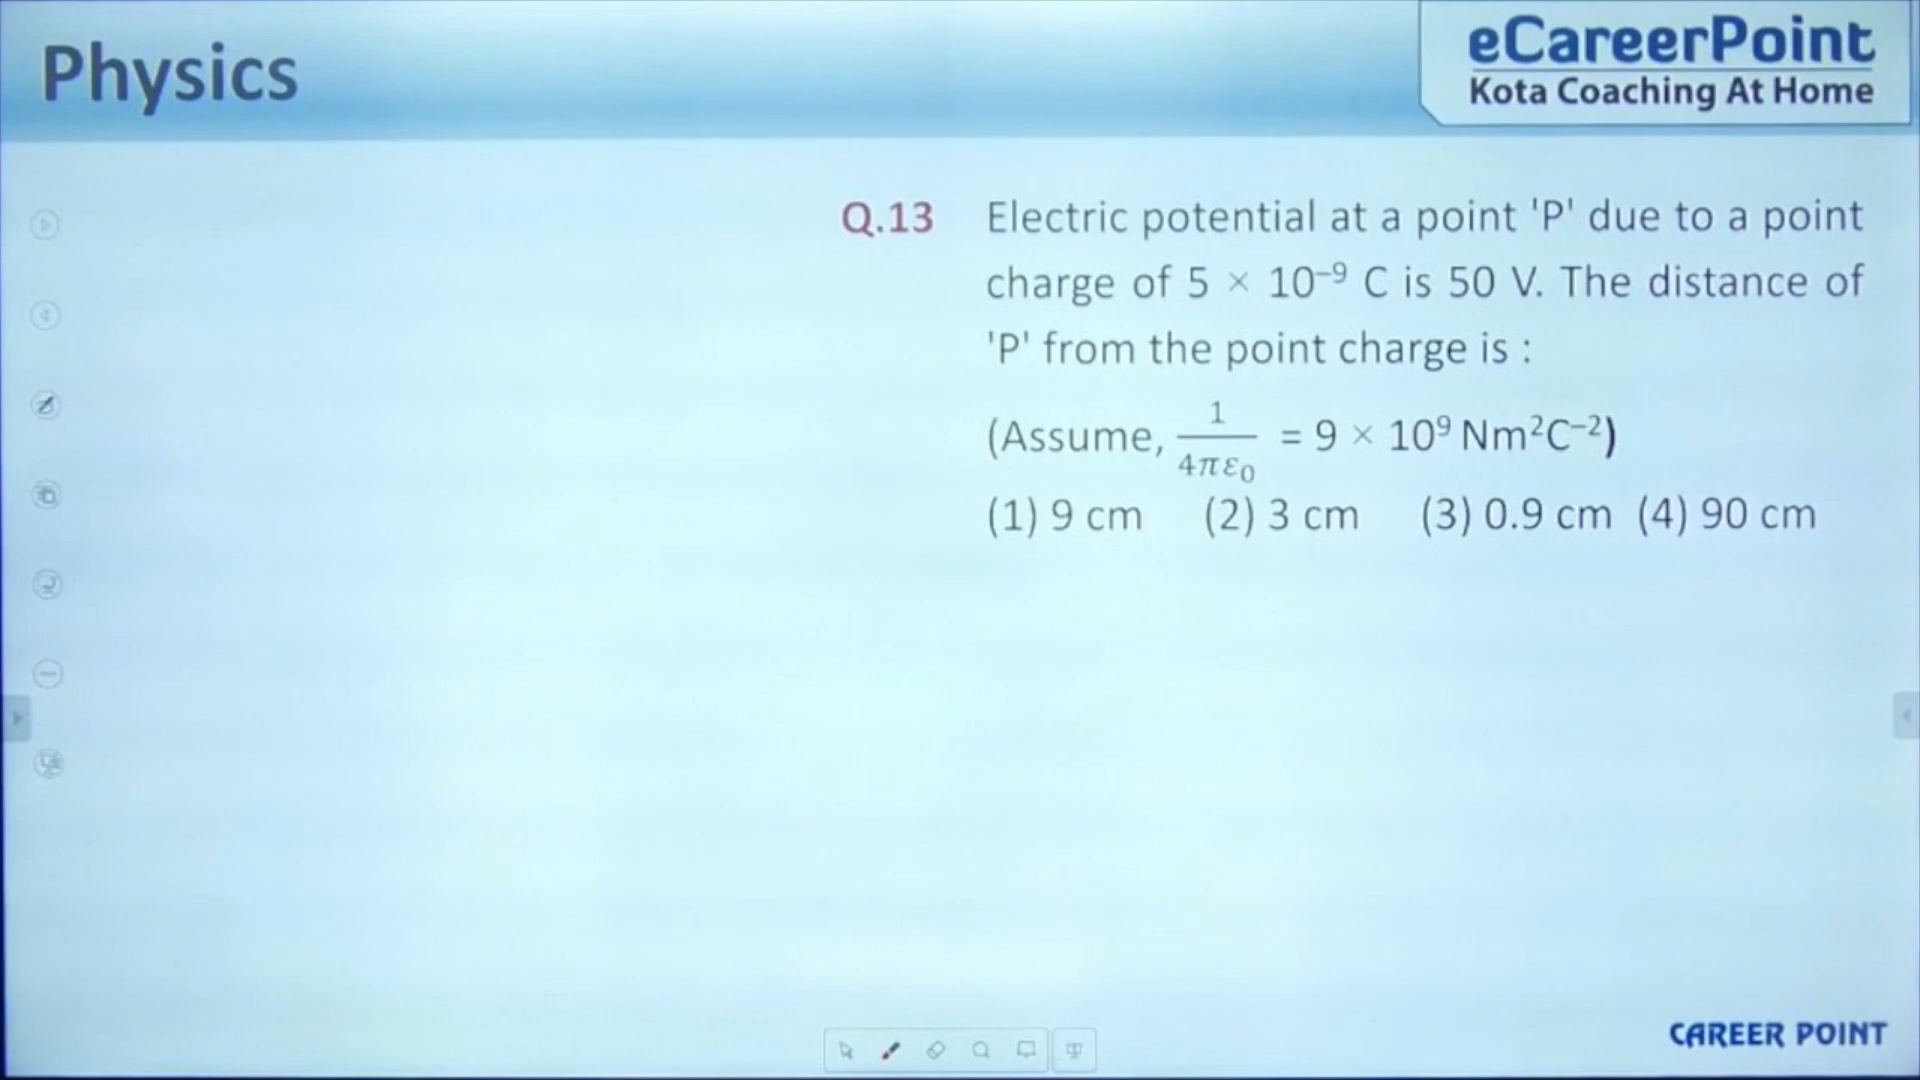 Physics
eCareerPoint
Kota Coaching At Home
Q.13 Electric potential at a point 'P' due to a point
charge of 5 × 10⁻⁹ C is 50 V. The distance of
'P' from the point charge is :
(Assume, 1/4πε₀ = 9 × 10⁹ Nm²C⁻²)
(1) 9 cm (2) 3 cm (3) 0.9 cm (4) 90 cm
CAREER POINT